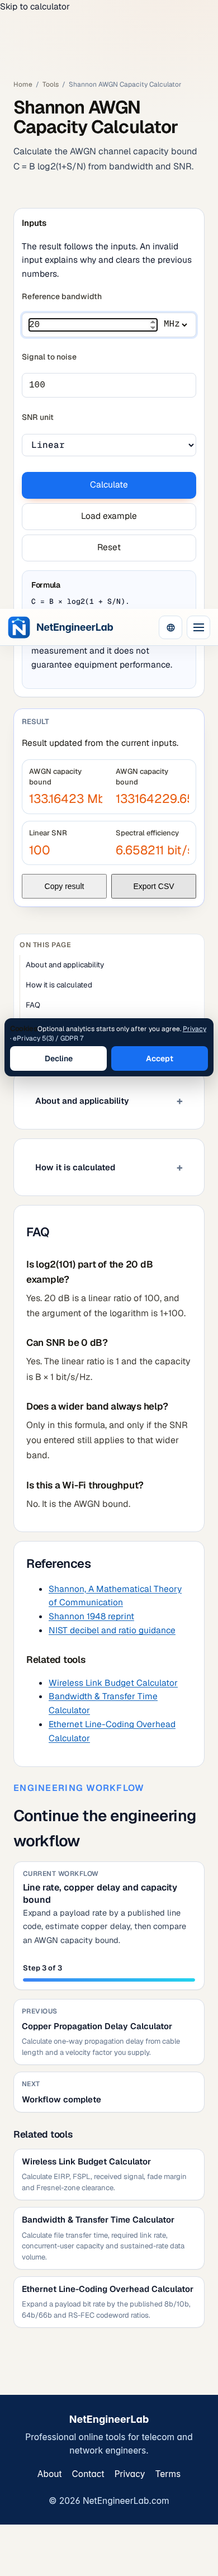 Skip to calculator
Home / Tools / Shannon AWGN Capacity Calculator
Shannon AWGN
Capacity Calculator
Calculate the AWGN channel capacity bound
C = B log2(1+S/N) from bandwidth and SNR.
Inputs
The result follows the inputs. An invalid
input explains why and clears the previous
numbers.
Reference bandwidth
20 MHz
Signal to noise
100
SNR unit
Linear
Calculate
Load example
Reset
Formula
C = B × log2(1 + S/N).
NetEngineerLab
measurement and it does not
guarantee equipment performance.
RESULT
Result updated from the current inputs.
AWGN capacity
bound
133.16423 Mb
AWGN capacity
bound
133164229.65
Linear SNR
100
Spectral efficiency
6.658211 bit/s
Copy result
Export CSV
ON THIS PAGE
About and applicability
How it is calculated
FAQ
Optional analytics starts only after you agree. Privacy
· ePrivacy 5(3) / GDPR 7
Decline
Accept
About and applicability +
How it is calculated +
FAQ
Is log2(101) part of the 20 dB
example?
Yes. 20 dB is a linear ratio of 100, and
the argument of the logarithm is 1+100.
Can SNR be 0 dB?
Yes. The linear ratio is 1 and the capacity
is B × 1 bit/s/Hz.
Does a wider band always help?
Only in this formula, and only if the SNR
you entered still applies to that wider
band.
Is this a Wi-Fi throughput?
No. It is the AWGN bound.
References
• Shannon, A Mathematical Theory
of Communication
• Shannon 1948 reprint
• NIST decibel and ratio guidance
Related tools
• Wireless Link Budget Calculator
• Bandwidth & Transfer Time
Calculator
• Ethernet Line-Coding Overhead
Calculator
ENGINEERING WORKFLOW
Continue the engineering
workflow
CURRENT WORKFLOW
Line rate, copper delay and capacity
bound
Expand a payload rate by a published line
code, estimate copper delay, then compare
an AWGN capacity bound.
Step 3 of 3
PREVIOUS
Copper Propagation Delay Calculator
Calculate one-way propagation delay from cable
length and a velocity factor you supply.
NEXT
Workflow complete
Related tools
Wireless Link Budget Calculator
Calculate EIRP, FSPL, received signal, fade margin
and Fresnel-zone clearance.
Bandwidth & Transfer Time Calculator
Calculate file transfer time, required link rate,
concurrent-user capacity and sustained-rate data
volume.
Ethernet Line-Coding Overhead Calculator
Expand a payload bit rate by the published 8b/10b,
64b/66b and RS-FEC codeword ratios.
NetEngineerLab
Professional online tools for telecom and
network engineers.
About Contact Privacy Terms
© 2026 NetEngineerLab.com